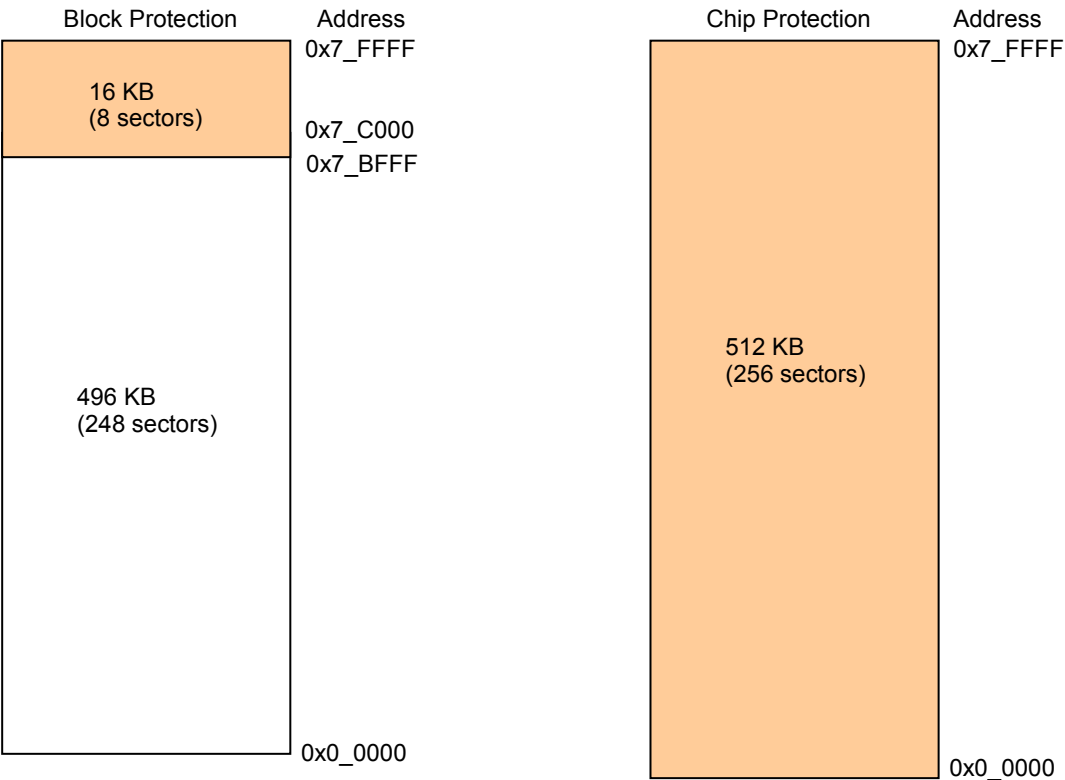 Block Protection
Address
0x7_FFFF
16 KB
(8 sectors)
0x7_C000
0x7_BFFF
496 KB
(248 sectors)
0x0_0000
Chip Protection
Address
0x7_FFFF
512 KB
(256 sectors)
0x0_0000